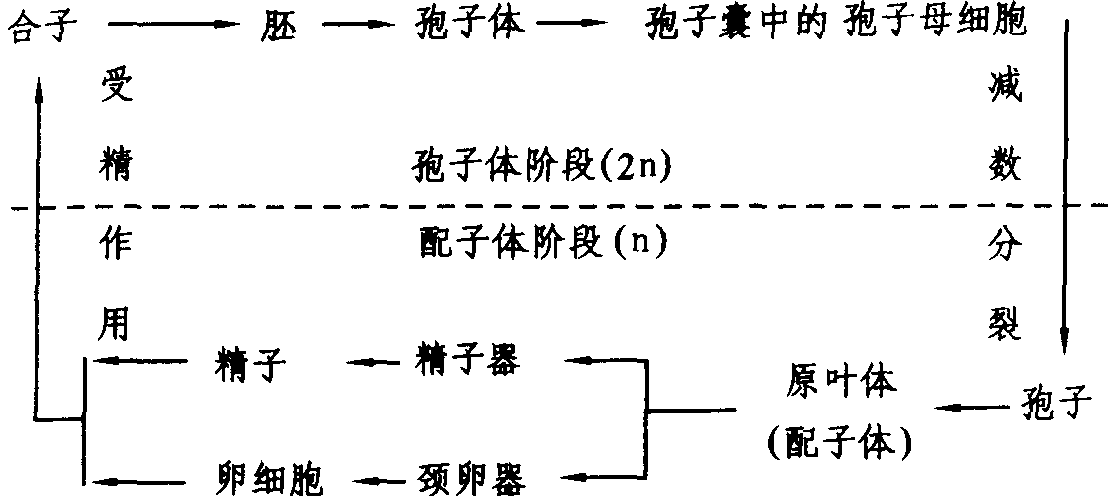 合子 胚 孢子体 孢子囊中的孢子母细胞
受精作用
减数分裂
孢子体阶段(2n)
配子体阶段(n)
精子 精子器
原叶体
(配子体)
孢子
卵细胞 颈卵器